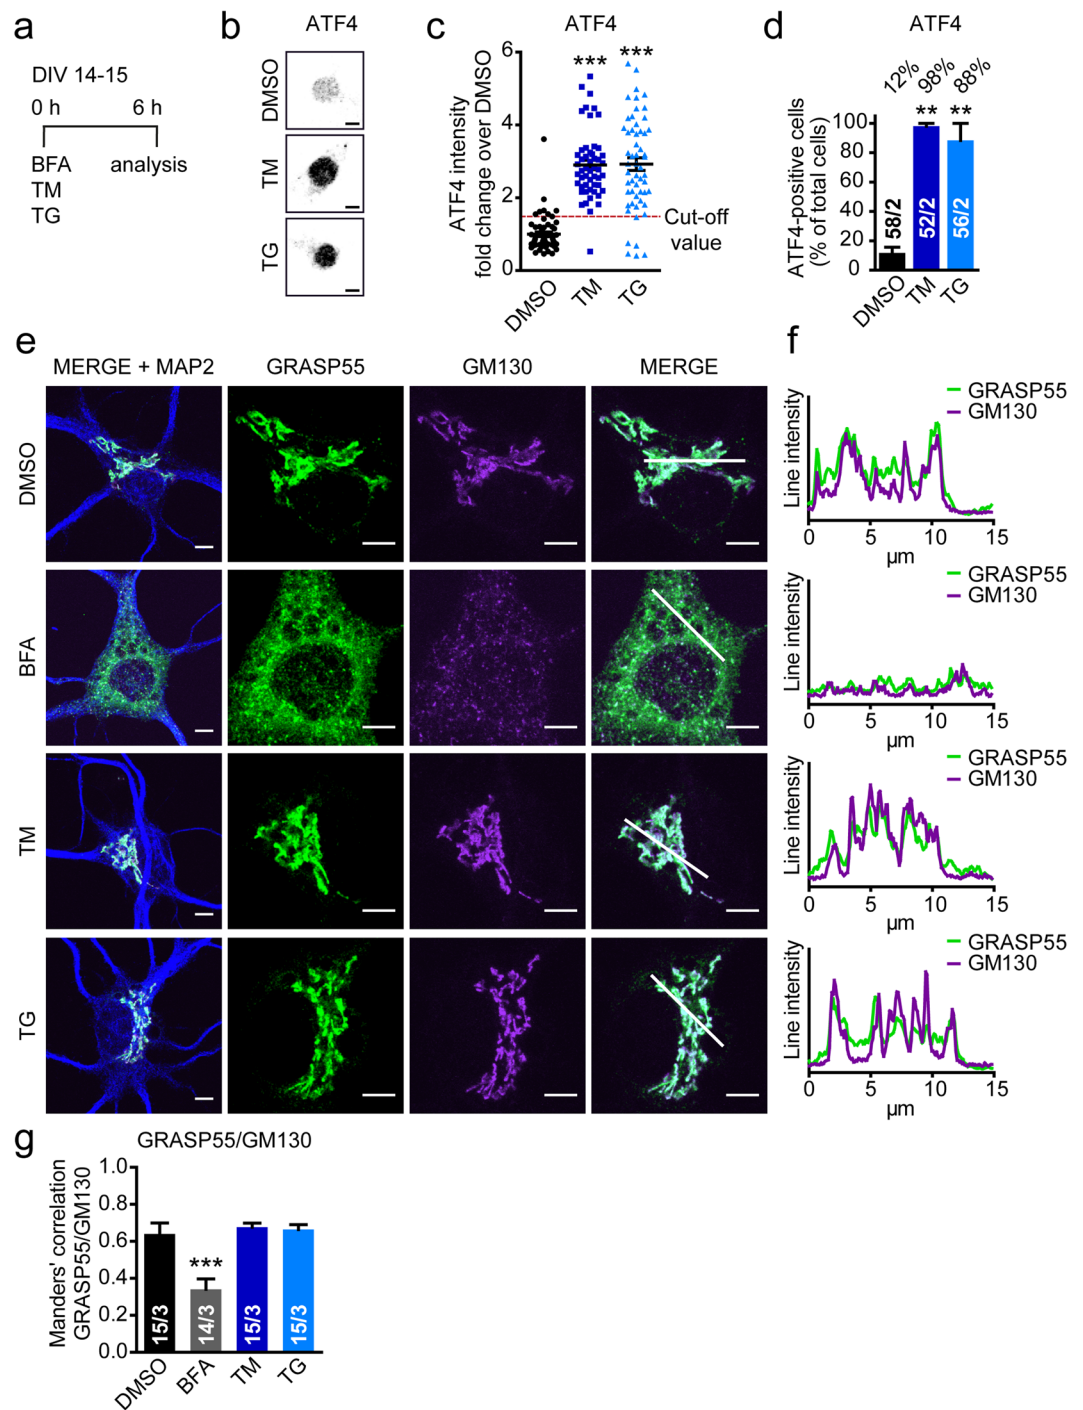 a
DIV 14-15
0 h 6 h
BFA analysis
TM
TG
b
ATF4
DMSO
TM
TG
c
ATF4
ATF4 intensity
fold change over DMSO
6
4
2
0
*** ***
Cut-off
value
DMSO TM TG
d
ATF4
12% 98% 88%
** **
ATF4-positive cells
(% of total cells)
100
80
60
40
20
0
58/2 52/2 56/2
DMSO TM TG
e
MERGE + MAP2 GRASP55 GM130 MERGE
DMSO
BFA
TM
TG
f
GRASP55
GM130
Line intensity
0 5 10 15
µm
GRASP55
GM130
Line intensity
0 5 10 15
µm
GRASP55
GM130
Line intensity
0 5 10 15
µm
GRASP55
GM130
Line intensity
0 5 10 15
µm
g
GRASP55/GM130
Manders' correlation
GRASP55/GM130
1.0
0.8
0.6
0.4
0.2
0.0
***
15/3 14/3 15/3 15/3
DMSO BFA TM TG